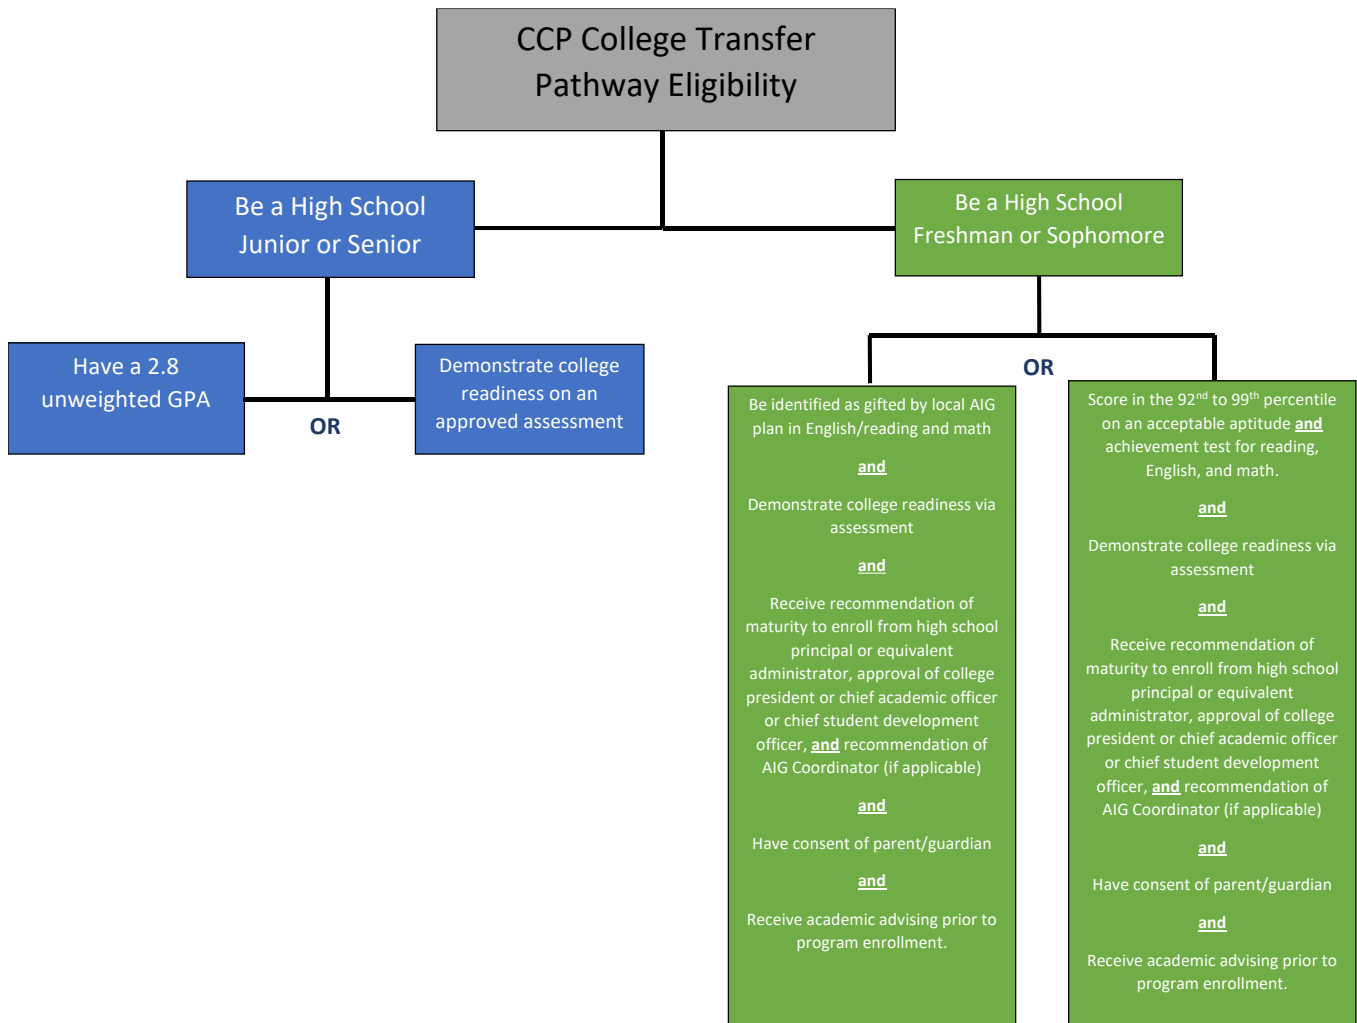 CCP College Transfer
Pathway Eligibility
Be a High School
Junior or Senior
Be a High School
Freshman or Sophomore
Have a 2.8
unweighted GPA
OR
Demonstrate college
readiness on an
approved assessment
OR
Be identified as gifted by local AIG
plan in English/reading and math
and
Demonstrate college readiness via
assessment
and
Receive recommendation of
maturity to enroll from high school
principal or equivalent
administrator, approval of college
president or chief academic officer
or chief student development
officer, and recommendation of
AIG Coordinator (if applicable)
and
Have consent of parent/guardian
and
Receive academic advising prior to
program enrollment.
Score in the 92nd to 99th percentile
on an acceptable aptitude and
achievement test for reading,
English, and math.
and
Demonstrate college readiness via
assessment
and
Receive recommendation of
maturity to enroll from high school
principal or equivalent
administrator, approval of college
president or chief academic officer
or chief student development
officer, and recommendation of
AIG Coordinator (if applicable)
and
Have consent of parent/guardian
and
Receive academic advising prior to
program enrollment.